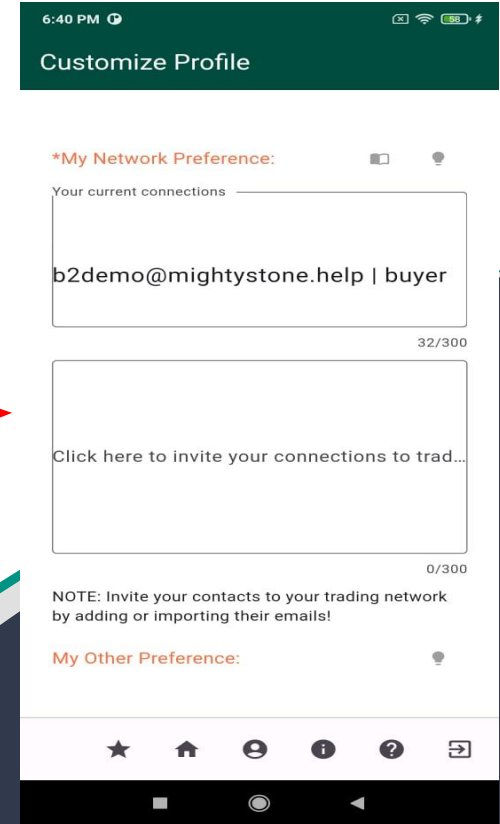 6:40 PM
58
Customize Profile
*My Network Preference:
Your current connections
b2demo@mightystone.help | buyer
32/300
Click here to invite your connections to trad...
0/300
NOTE: Invite your contacts to your trading network
by adding or importing their emails!
My Other Preference: